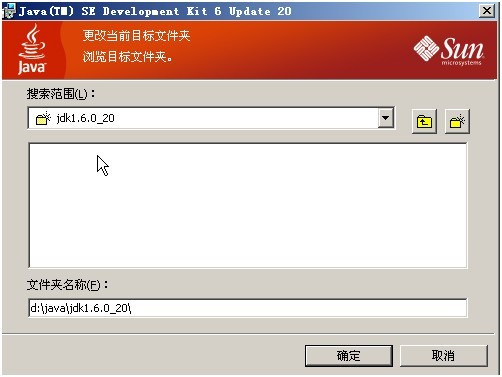 Java(TM) SE Development Kit 6 Update 20
更改当前目标文件夹
浏览目标文件夹。
Java
Sun
microsystems
搜索范围(L)：
jdk1.6.0_20
文件夹名称(F)：
d:\java\jdk1.6.0_20\
确定
取消